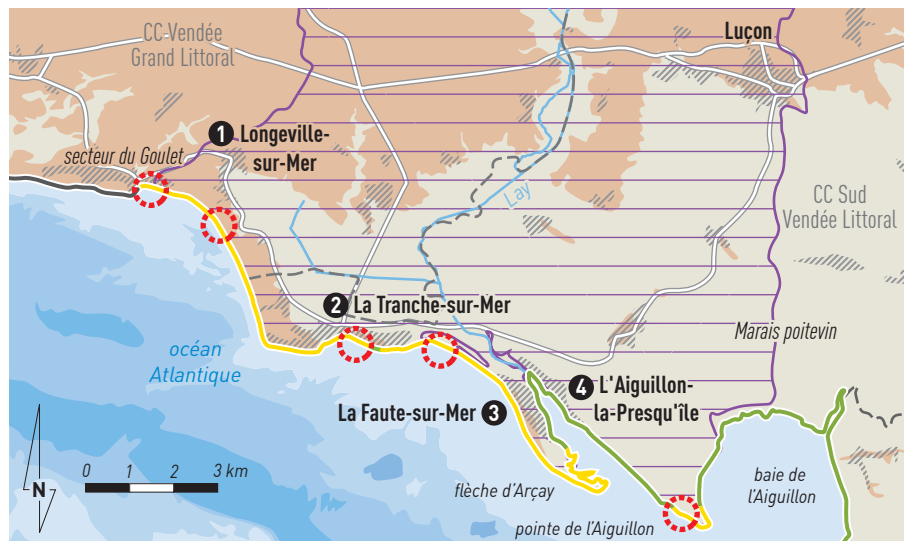 CC-Vendée
Grand Littoral
Luçon
1 Longeville-
sur-Mer
secteur du Goulet
Lay
CC Sud
Vendée Littoral
2 La Tranche-sur-Mer
océan
Atlantique
Marais poitevin
4 L'Aiguillon-
la-Presqu'île
La Faute-sur-Mer 3
0 1 2 3 km
N
flèche d'Arçay
baie de
l'Aiguillon
pointe de l'Aiguillon